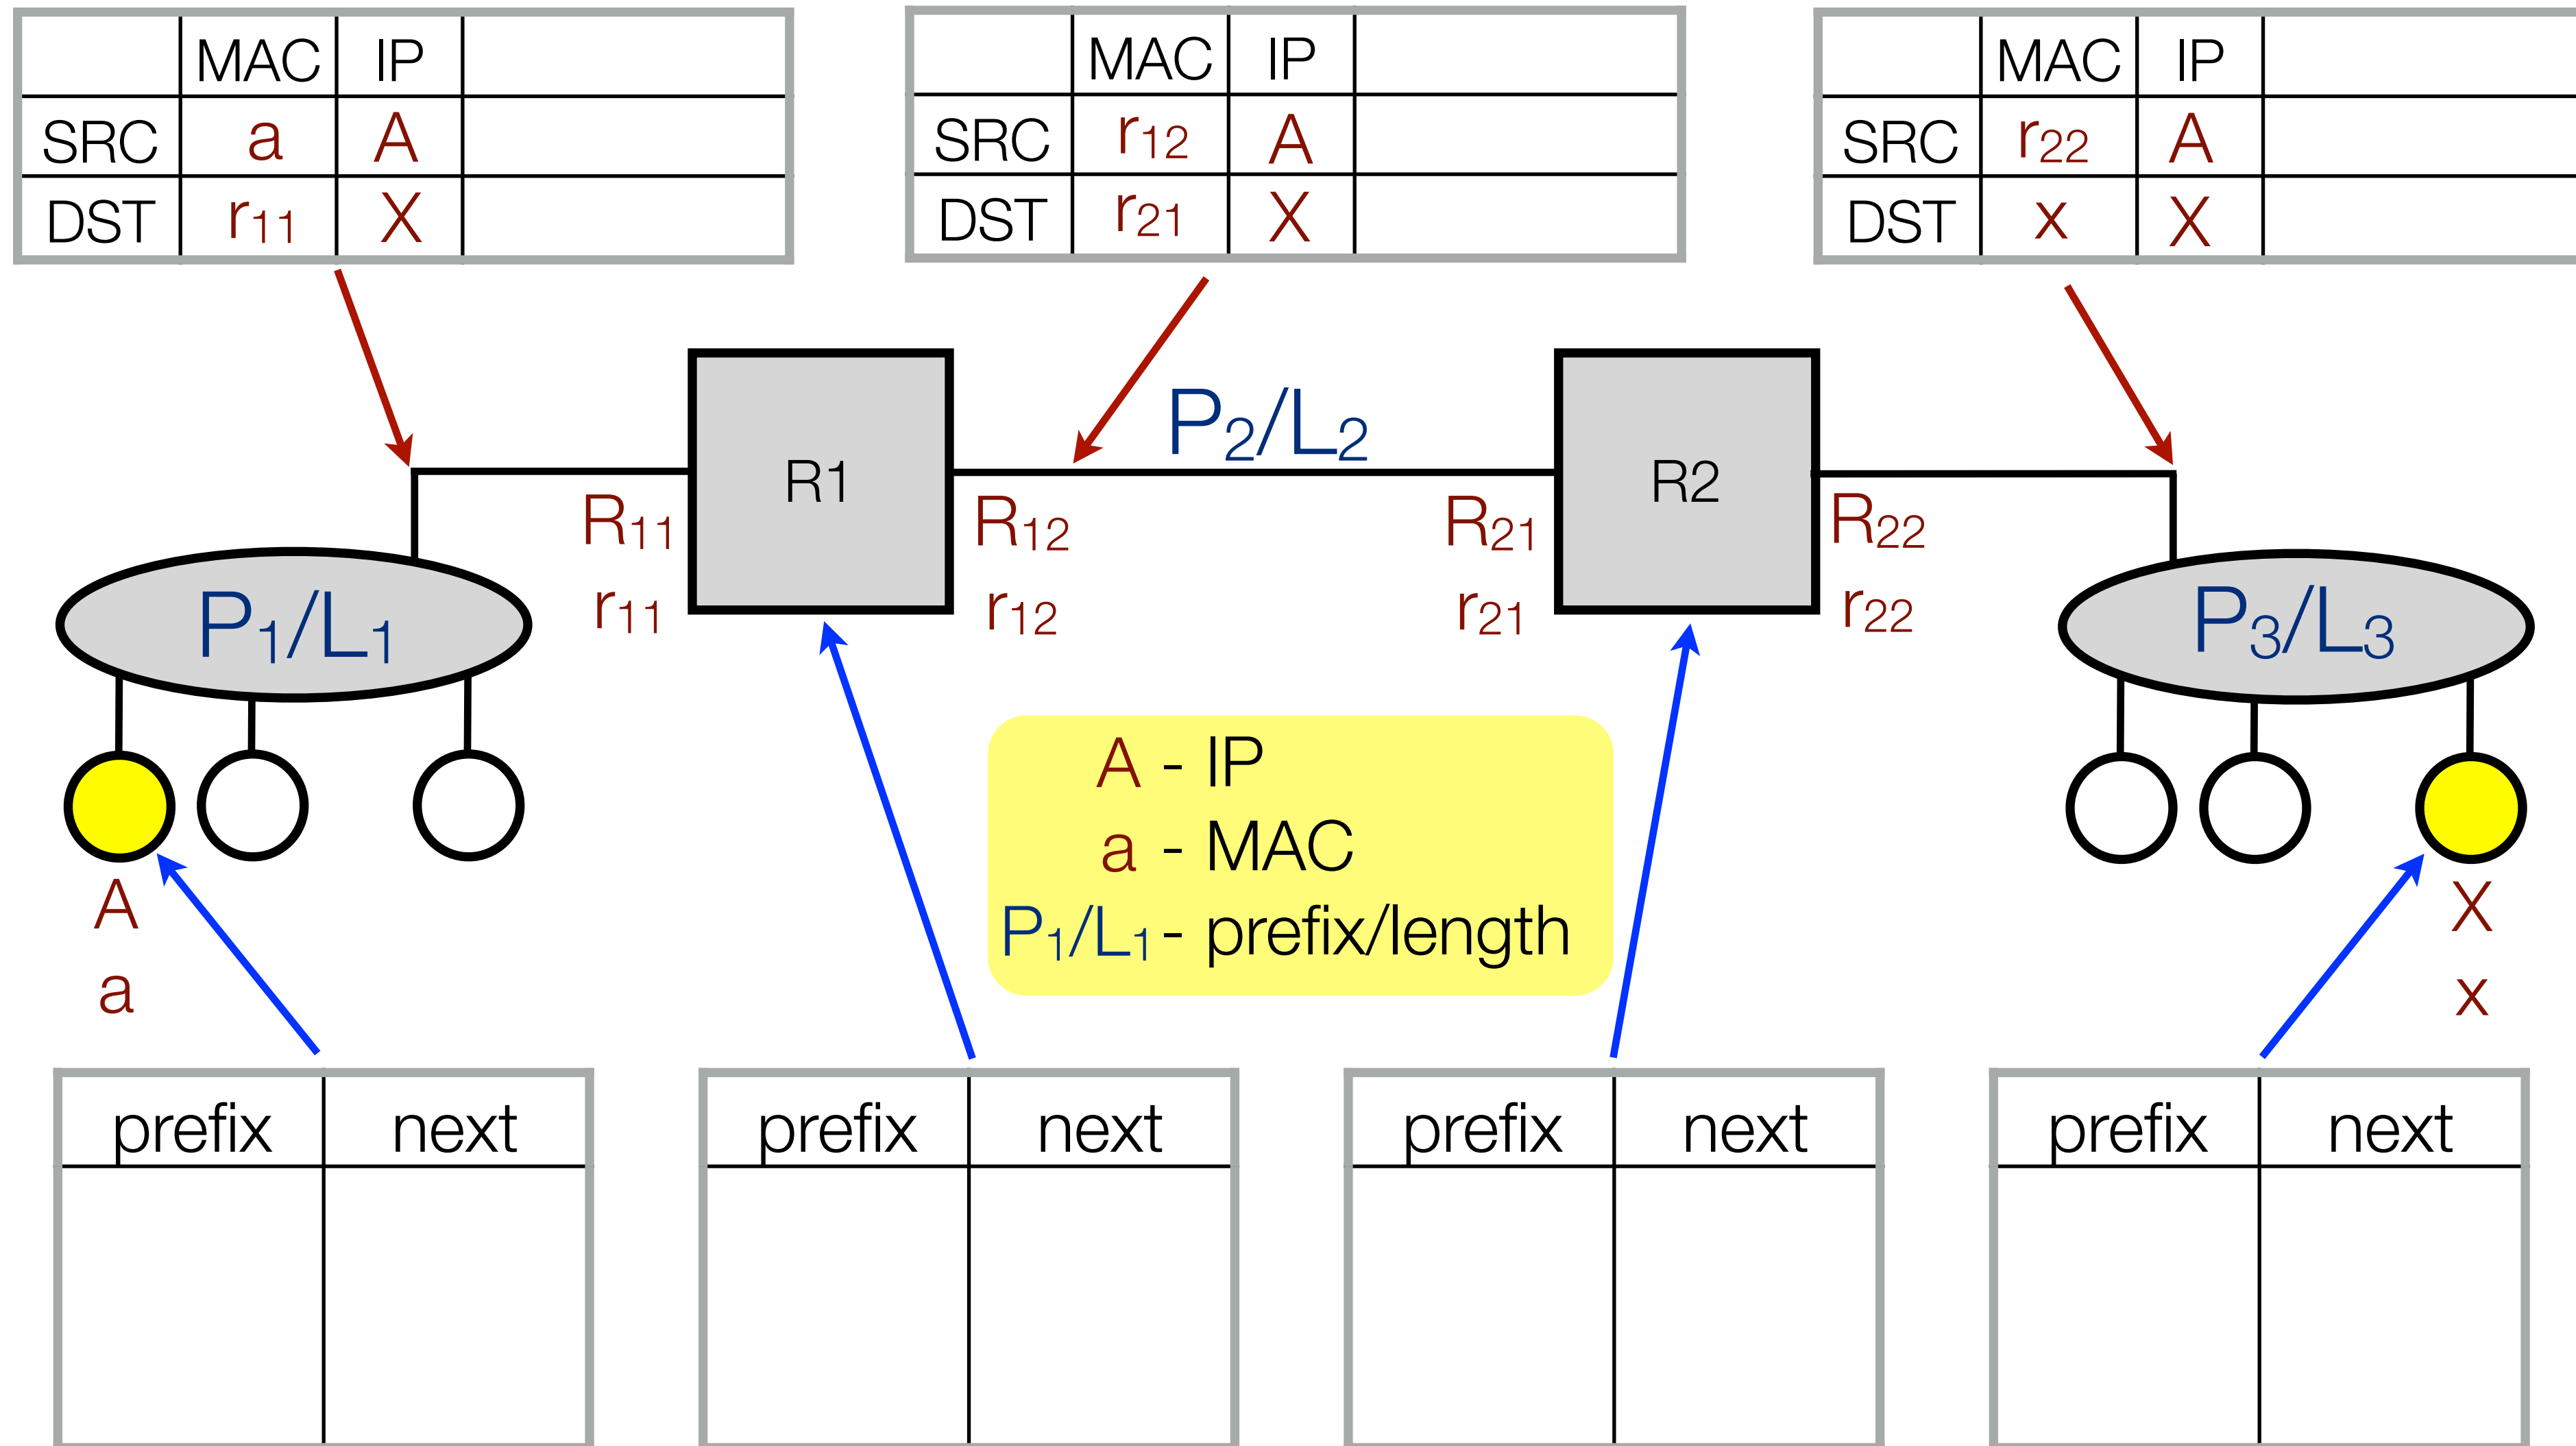 MAC IP
SRC a A
DST r₁₁ X
MAC IP
SRC r₁₂ A
DST r₂₁ X
MAC IP
SRC r₂₂ A
DST x X
P₂/L₂
R1
R2
R₁₁
r₁₁
R₁₂
r₁₂
R₂₁
r₂₁
R₂₂
r₂₂
P₁/L₁
P₃/L₃
A - IP
a - MAC
P₁/L₁ - prefix/length
A
a
X
x
prefix next
prefix next
prefix next
prefix next